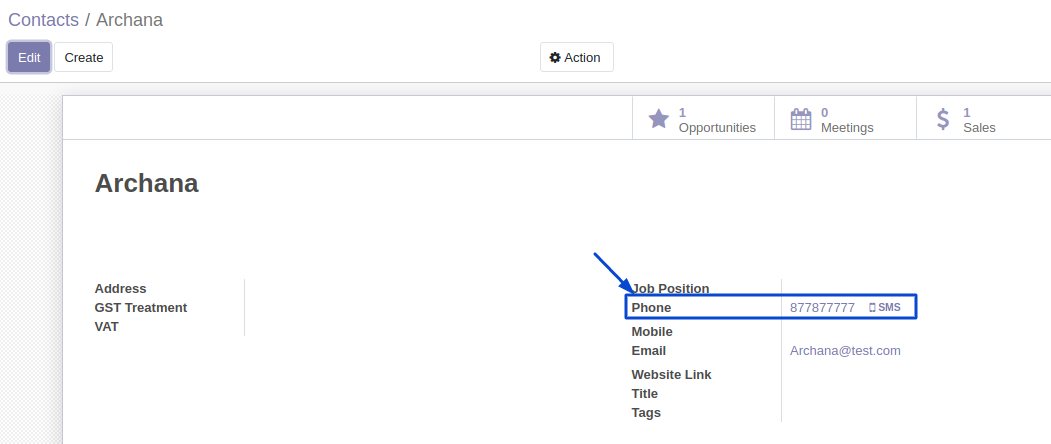 Contacts / Archana
Edit Create Action
1 Opportunities
0 Meetings
1 Sales
Archana
Address
GST Treatment
VAT
Job Position
Phone 877877777 SMS
Mobile
Email Archana@test.com
Website Link
Title
Tags